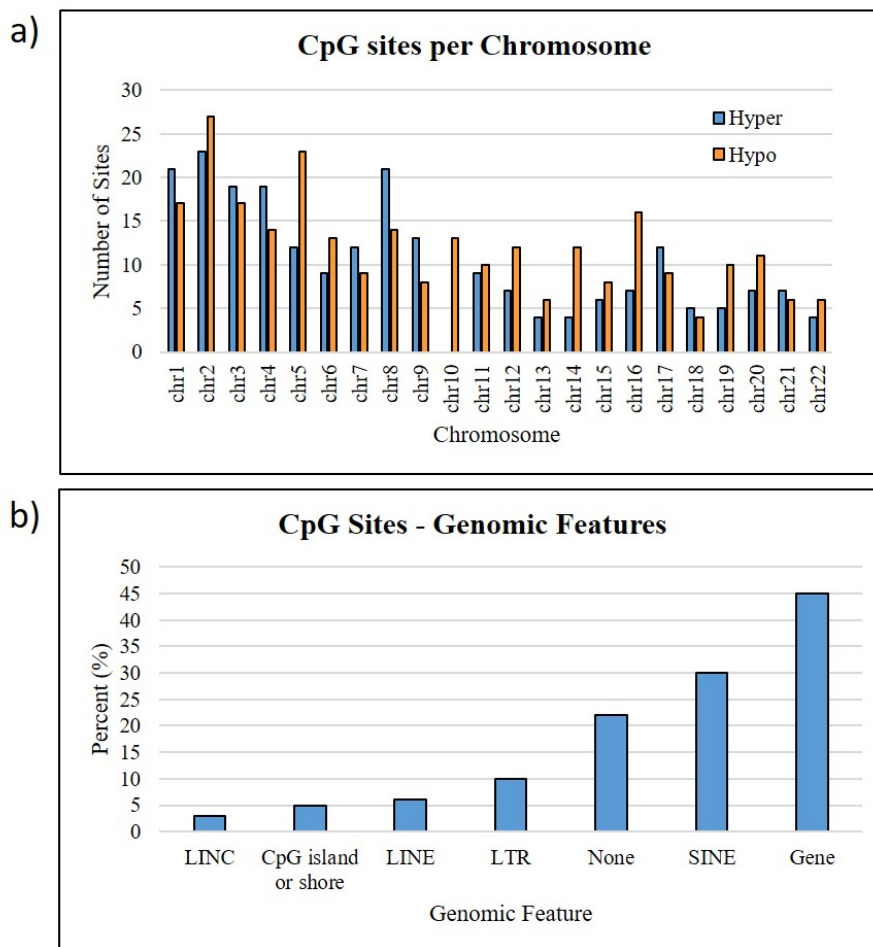 a)
CpG sites per Chromosome
30
25
20
15
10
5
0
Number of Sites
Hyper
Hypo
chr1
chr2
chr3
chr4
chr5
chr6
chr7
chr8
chr9
chr10
chr11
chr12
chr13
chr14
chr15
chr16
chr17
chr18
chr19
chr20
chr21
chr22
Chromosome
b)
CpG Sites - Genomic Features
50
45
40
35
30
25
20
15
10
5
0
Percent (%)
LINC
CpG island
or shore
LINE
LTR
None
SINE
Gene
Genomic Feature